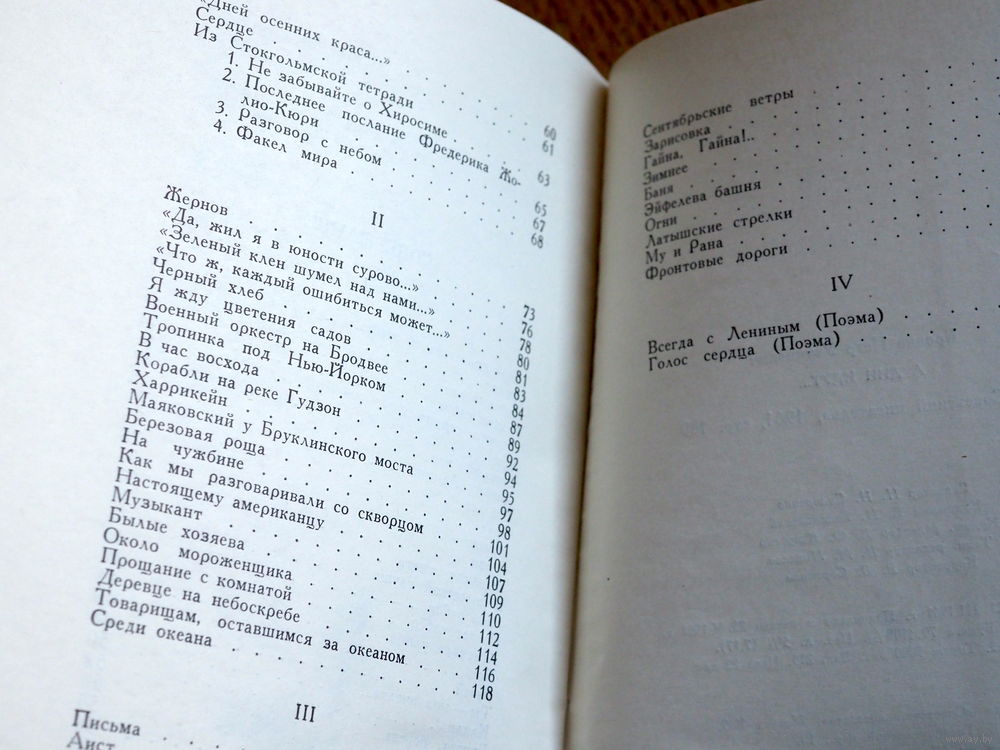 «Дней осенних краса...» . . . 60
Сердце . . . 61
Из Стокгольмской тетради
1. Не забывайте о Хиросиме . . . 63
2. Последнее послание Фредерика Жо-
лио-Кюри . . . 65
3. Разговор с небом . . . 67
4. Факел мира . . . 68
II
Жернов . . . 73
«Да, жил я в юности сурово...» . . . 76
«Зеленый клен шумел над нами...» . . . 78
«Что ж, каждый ошибиться может...» . . . 80
Черный хлеб . . . 81
Я жду цветения садов . . . 83
Военный оркестр на Бродвее . . . 84
Тропинка под Нью-Йорком . . . 87
В час восхода . . . 89
Корабли на реке Гудзон . . . 92
Харрикейн . . . 94
Маяковский у Бруклинского моста . . . 95
Березовая роща . . . 97
На чужбине . . . 98
Как мы разговаривали со скворцом . . . 101
Настоящему американцу . . . 104
Музыкант . . . 107
Былые хозяева . . . 109
Около мороженщика . . . 110
Прощание с комнатой . . . 112
Деревце на небоскребе . . . 114
Товарищам, оставшимся за океаном . . . 116
Среди океана . . . 118
III
Письма . . .
Аист . . .
Сентябрьские ветры . . .
Зарисовка . . .
Гайна, Гайна!.. . . .
Зимнее . . .
Баня . . .
Эйфелева башня . . .
Огни . . .
Латышские стрелки . . .
Му и Рана . . .
Фронтовые дороги . . .
IV
Всегда с Лениным (Поэма) . . .
Голос сердца (Поэма) . . .
www.ay.by